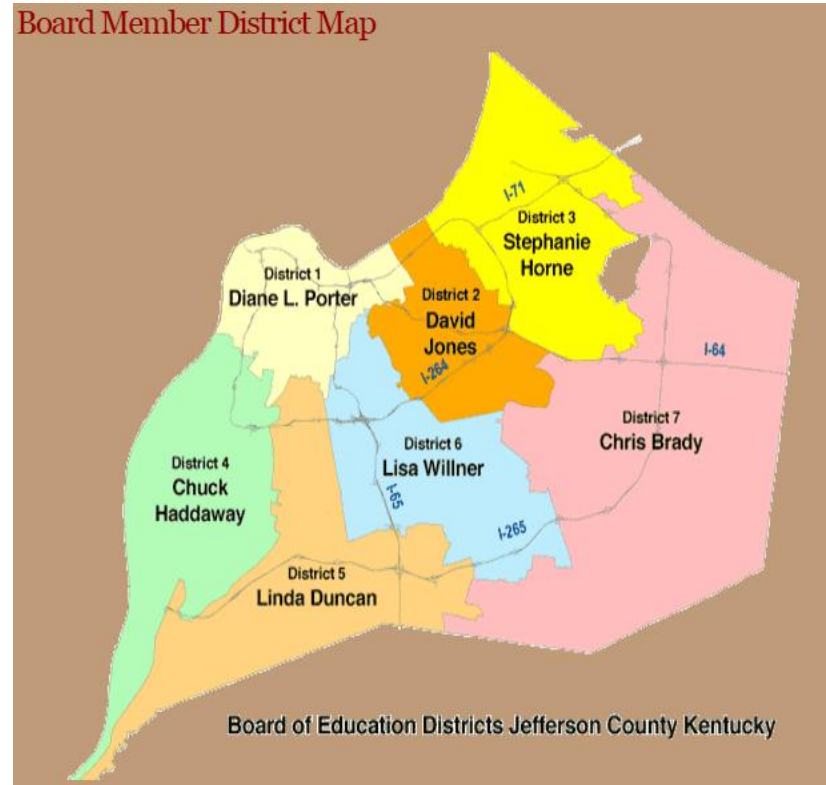 Board Member District Map
I-71
District 3
Stephanie
Horne
District 1
Diane L. Porter
District 2
David
Jones
I-64
I-264
District 7
Chris Brady
District 6
Lisa Willner
District 4
Chuck
Haddaway
I-65
I-265
District 5
Linda Duncan
Board of Education Districts Jefferson County Kentucky